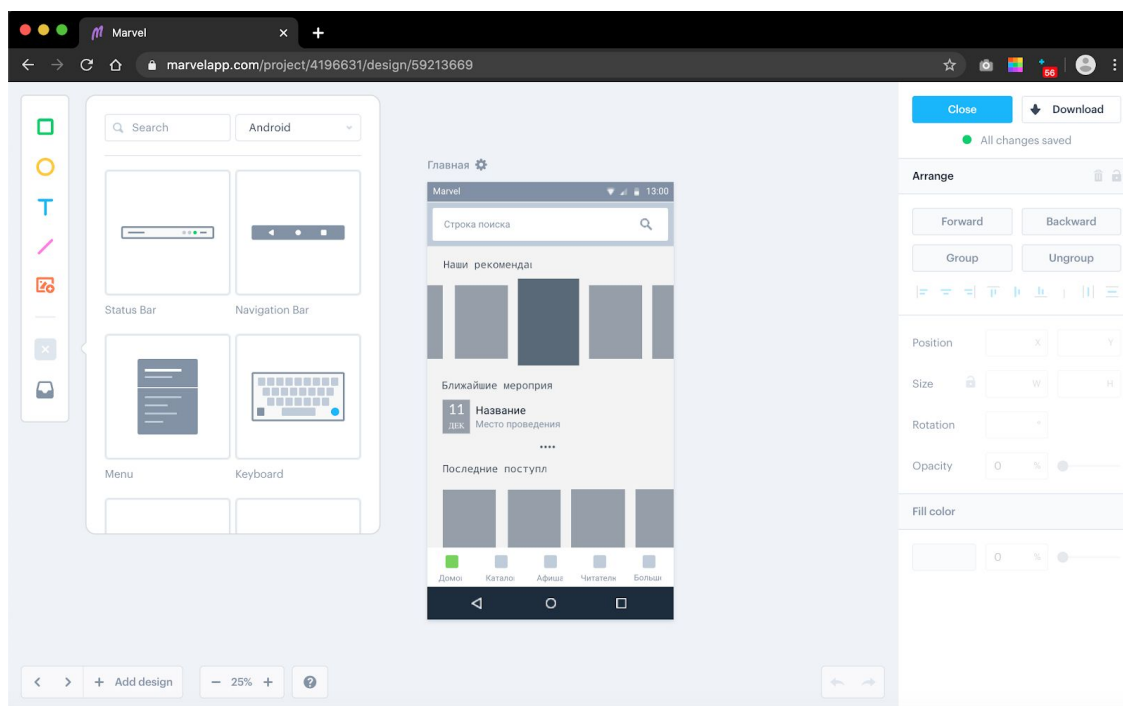 Marvel
marvelapp.com/project/4196631/design/59213669
56
Search
Android
Status Bar
Navigation Bar
Menu
Keyboard
Главная
Marvel 13:00
Строка поиска
Наши рекоменда
Ближайшие мероприя
11 Название
ДЕК Место проведения
Последние поступл
Домо Катало Афиша Читатели Больш
Close
Download
All changes saved
Arrange
Forward Backward
Group Ungroup
Position X Y
Size W H
Rotation °
Opacity 0 %
Fill color
0 %
+ Add design
− 25% +
?